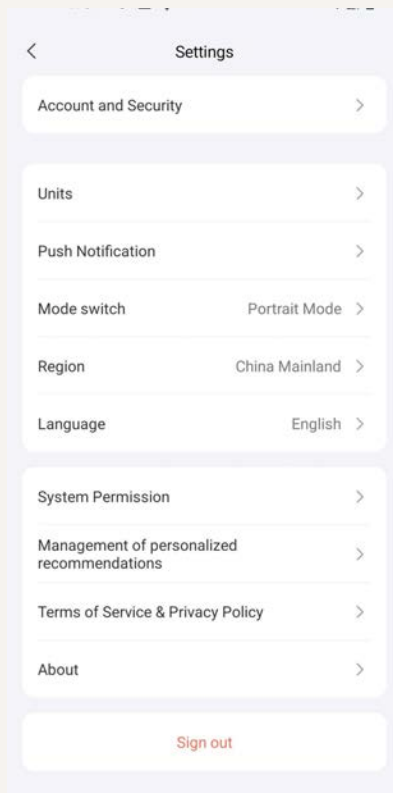 Settings
Account and Security
Units
Push Notification
Mode switch Portrait Mode
Region China Mainland
Language English
System Permission
Management of personalized
recommendations
Terms of Service & Privacy Policy
About
Sign out